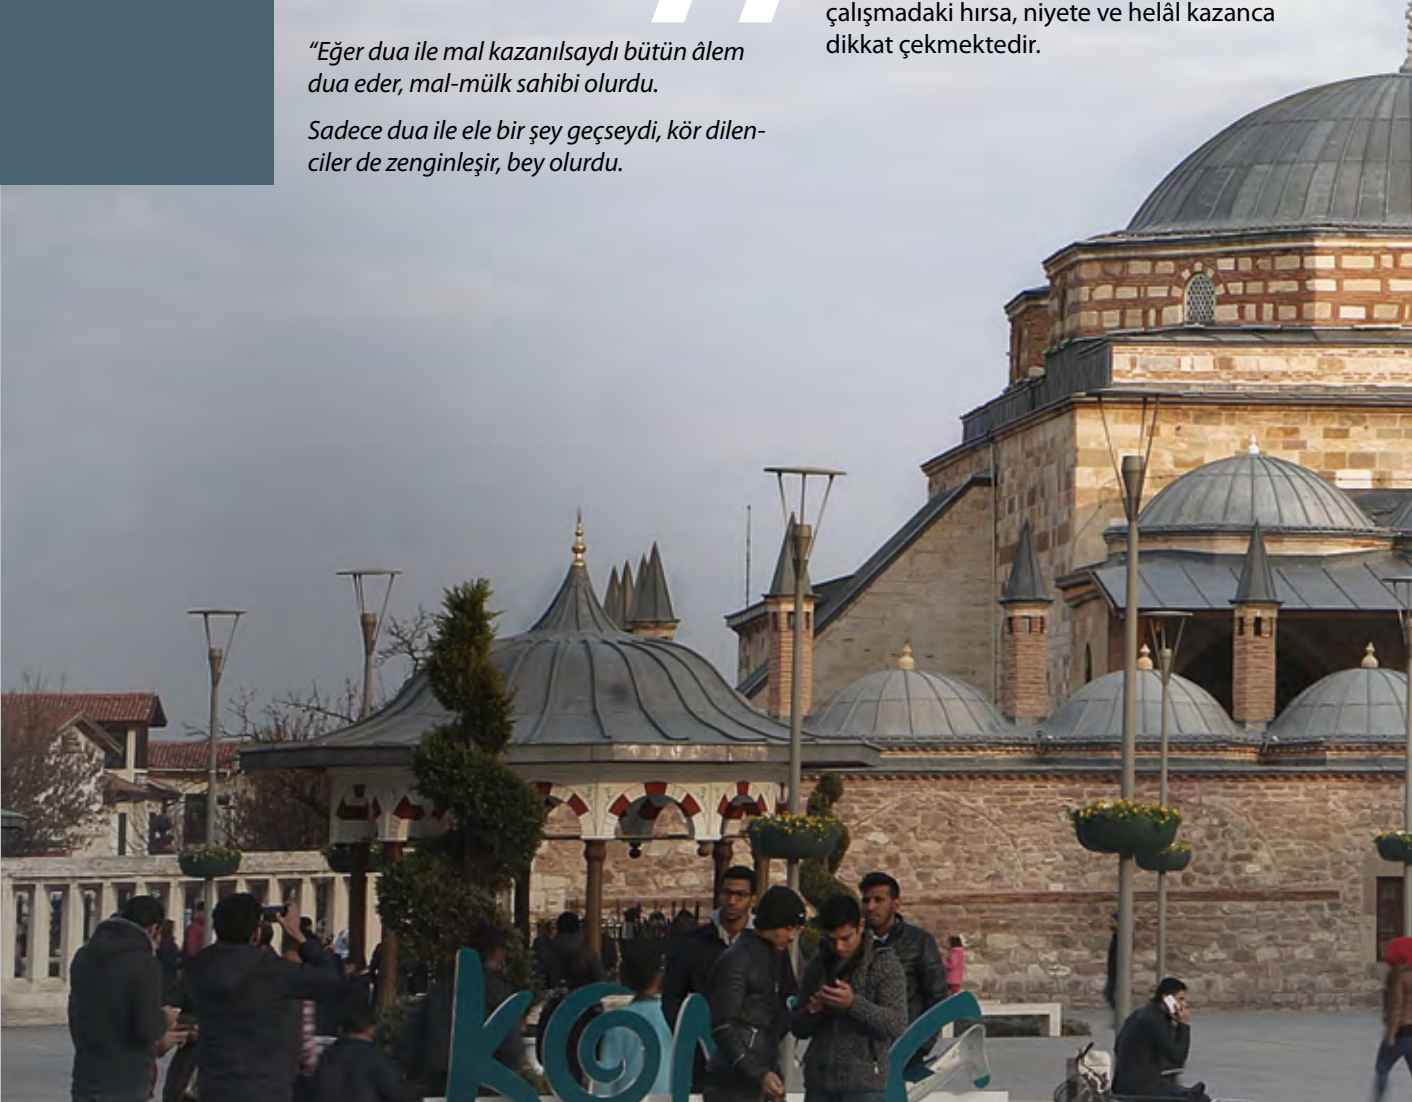 “Eğer dua ile mal kazanılsaydı bütün âlem
dua eder, mal-mülk sahibi olurdu.
Sadece dua ile ele bir şey geçseydi, kör dilen-
ciler de zenginleşir, bey olurdu.
çalışmadaki hırsa, niyete ve helâl kazanca
dikkat çekmektedir.